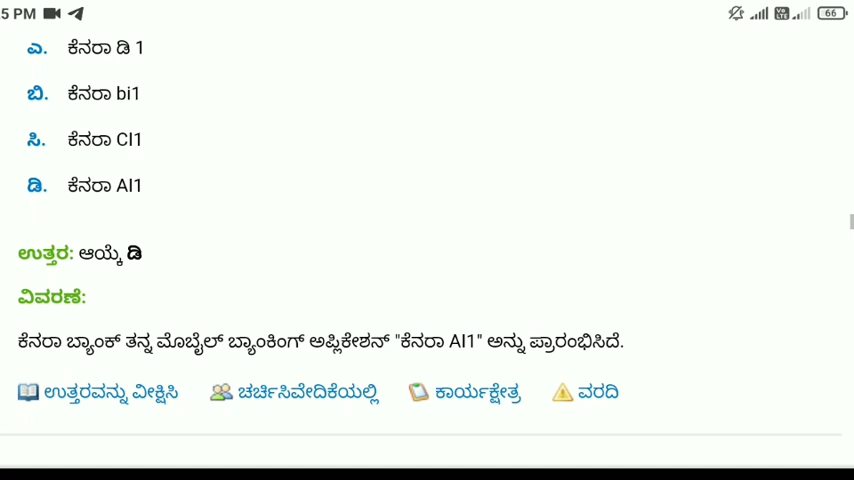 5 PM 66
ಎ. ಕೆನರಾ ಡಿ 1
ಬಿ. ಕೆನರಾ bi1
ಸಿ. ಕೆನರಾ CI1
ಡಿ. ಕೆನರಾ AI1
ಉತ್ತರ: ಆಯ್ಕೆ ಡಿ
ವಿವರಣೆ:
ಕೆನರಾ ಬ್ಯಾಂಕ್ ತನ್ನ ಮೊಬೈಲ್ ಬ್ಯಾಂಕಿಂಗ್ ಅಪ್ಲಿಕೇಶನ್ "ಕೆನರಾ AI1" ಅನ್ನು ಪ್ರಾರಂಭಿಸಿದೆ.
ಉತ್ತರವನ್ನು ವೀಕ್ಷಿಸಿ ಚರ್ಚಿಸಿವೇದಿಕೆಯಲ್ಲಿ ಕಾರ್ಯಕ್ಷೇತ್ರ ವರದಿ